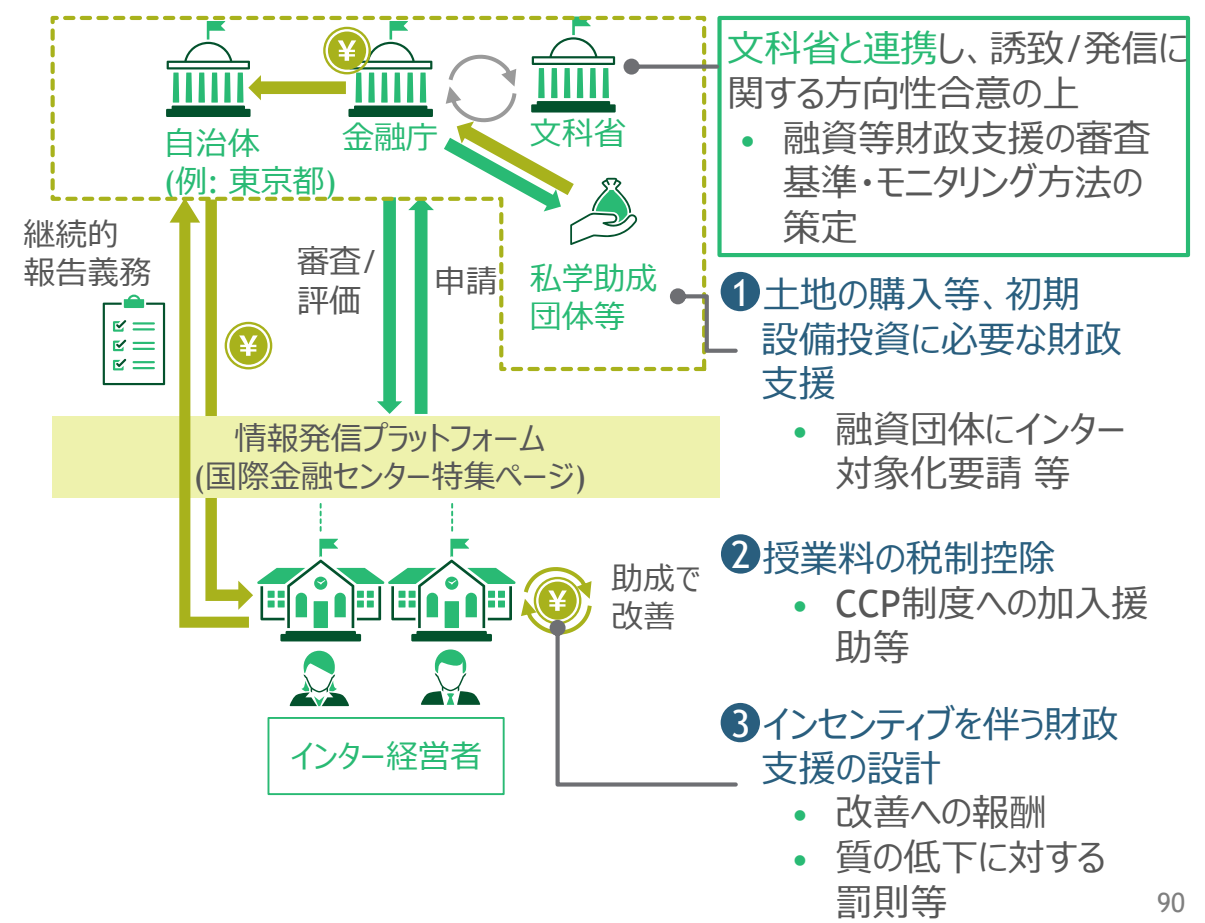 ¥
自治体
(例: 東京都)
金融庁
文科省
継続的
報告義務
¥
審査/
評価
申請
私学助成
団体等
情報発信プラットフォーム
(国際金融センター特集ページ)
¥
助成で
改善
インター経営者
文科省と連携し、誘致/発信に
関する方向性合意の上
• 融資等財政支援の審査
基準・モニタリング方法の
策定
❶土地の購入等、初期
設備投資に必要な財政
支援
• 融資団体にインター
対象化要請 等
❷授業料の税制控除
• CCP制度への加入援
助等
❸インセンティブを伴う財政
支援の設計
• 改善への報酬
• 質の低下に対する
罰則等
90